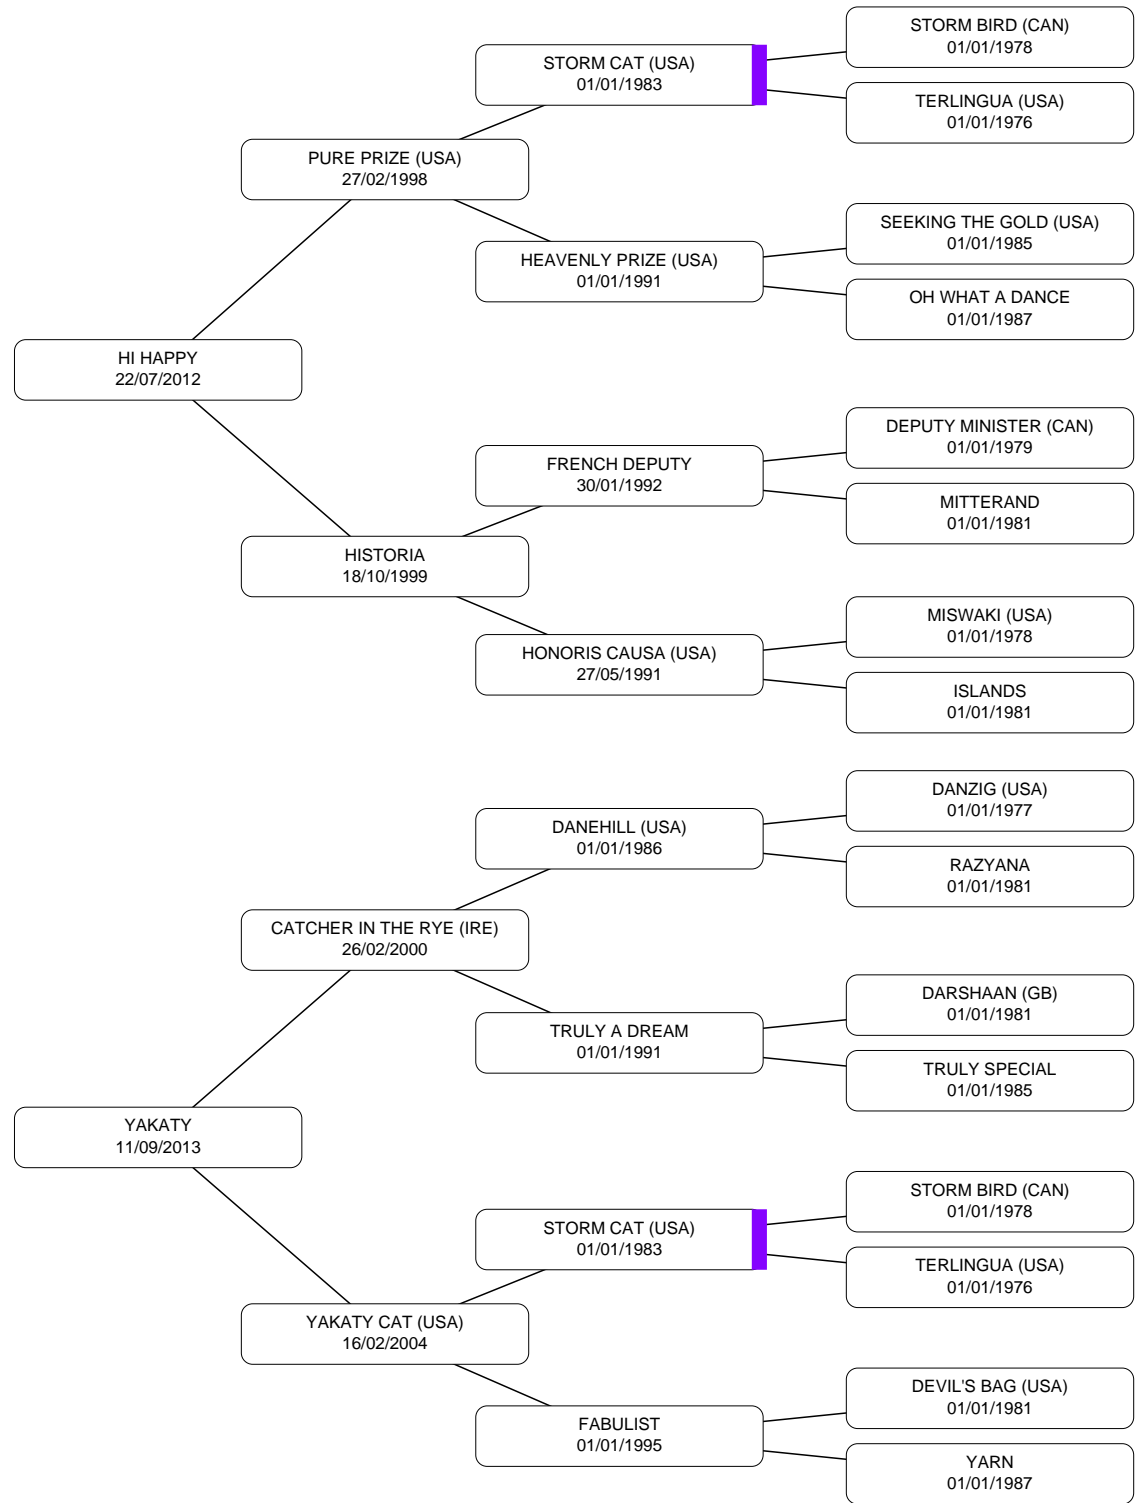 STORM BIRD (CAN)
01/01/1978
STORM CAT (USA)
01/01/1983
TERLINGUA (USA)
01/01/1976
PURE PRIZE (USA)
27/02/1998
SEEKING THE GOLD (USA)
01/01/1985
HEAVENLY PRIZE (USA)
01/01/1991
OH WHAT A DANCE
01/01/1987
HI HAPPY
22/07/2012
DEPUTY MINISTER (CAN)
01/01/1979
FRENCH DEPUTY
30/01/1992
MITTERAND
01/01/1981
HISTORIA
18/10/1999
MISWAKI (USA)
01/01/1978
HONORIS CAUSA (USA)
27/05/1991
ISLANDS
01/01/1981
DANZIG (USA)
01/01/1977
DANEHILL (USA)
01/01/1986
RAZYANA
01/01/1981
CATCHER IN THE RYE (IRE)
26/02/2000
DARSHAAN (GB)
01/01/1981
TRULY A DREAM
01/01/1991
TRULY SPECIAL
01/01/1985
YAKATY
11/09/2013
STORM BIRD (CAN)
01/01/1978
STORM CAT (USA)
01/01/1983
TERLINGUA (USA)
01/01/1976
YAKATY CAT (USA)
16/02/2004
DEVIL'S BAG (USA)
01/01/1981
FABULIST
01/01/1995
YARN
01/01/1987